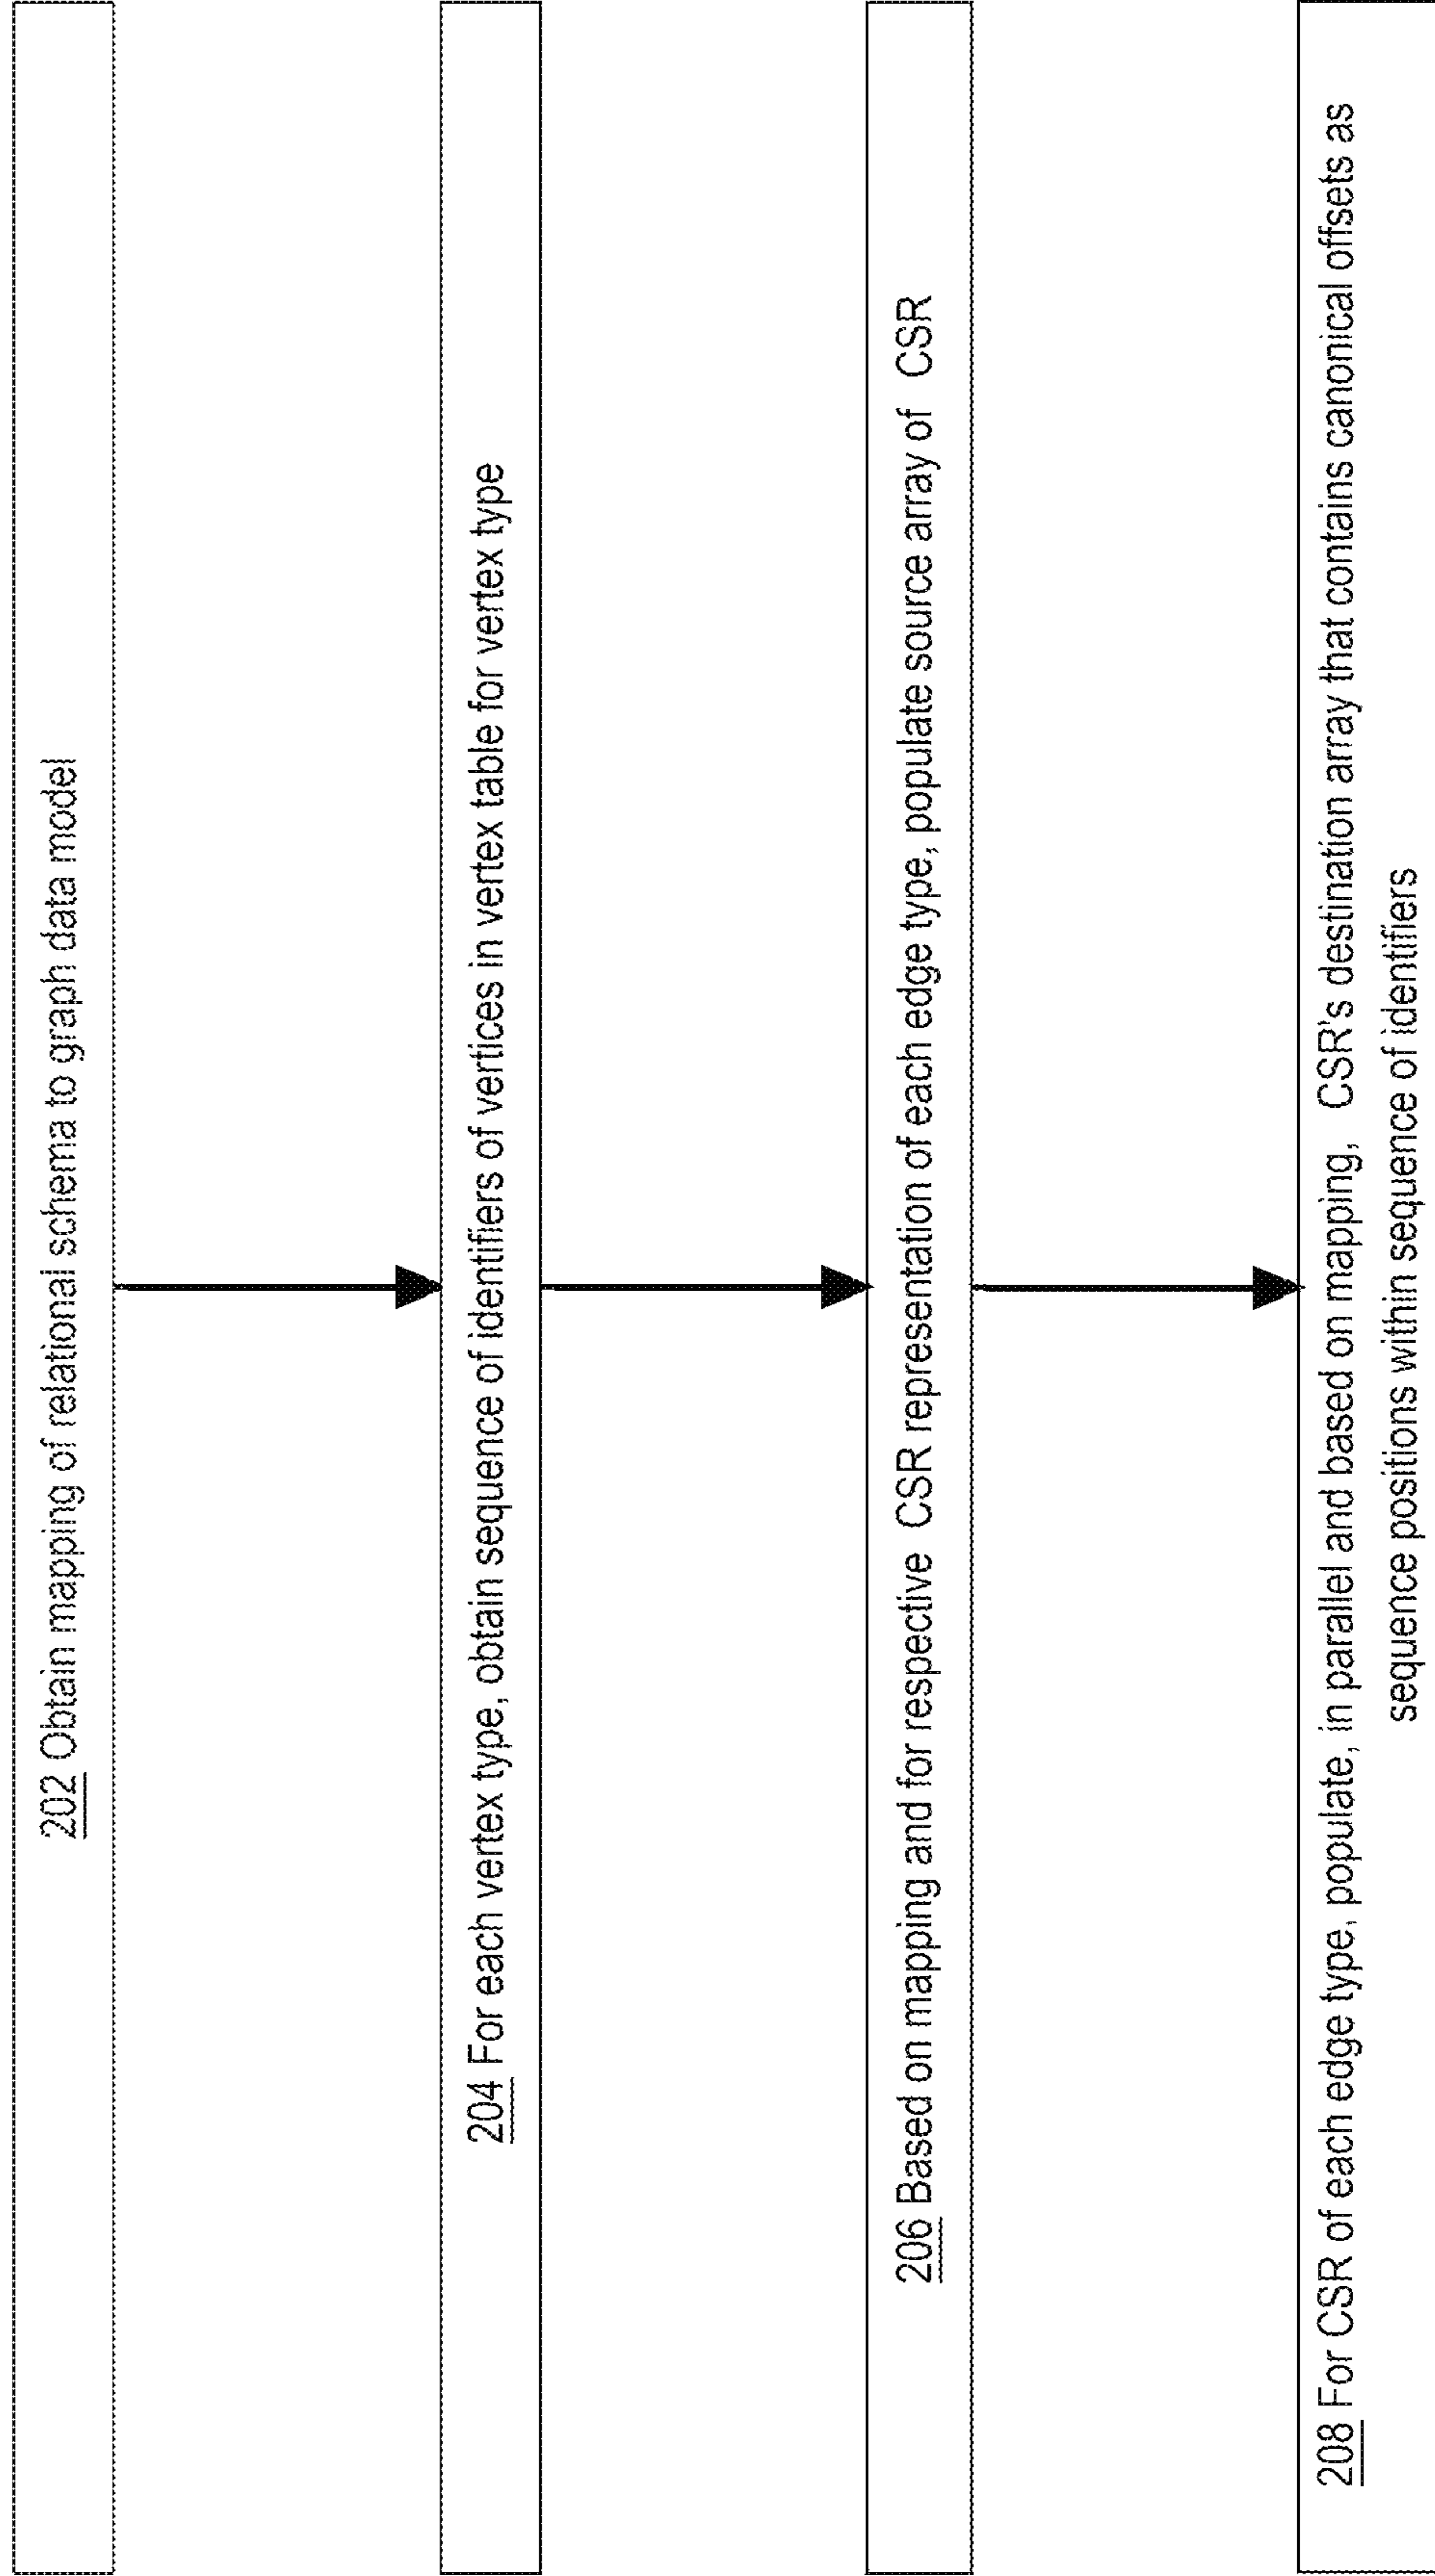 202 Obtain mapping of relational schema to graph data model
204 For each vertex type, obtain sequence of identifiers of vertices in vertex table for vertex type
206 Based on mapping and for respective CSR representation of each edge type, populate source array of CSR
208 For CSR of each edge type, populate, in parallel and based on mapping, CSR's destination array that contains canonical offsets as
sequence positions within sequence of identifiers